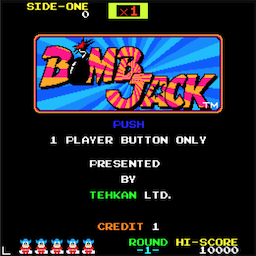 SIDE-ONE
0
x1
BOMB JACK
TM
PUSH
1 PLAYER BUTTON ONLY
PRESENTED
BY
TEHKAN LTD.
CREDIT 1
ROUND HI-SCORE
L -1- 10000